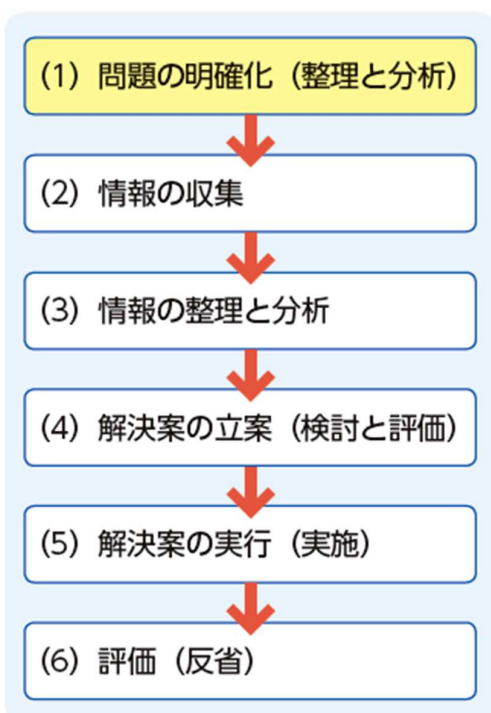 (1) 問題の明確化（整理と分析）
(2) 情報の収集
(3) 情報の整理と分析
(4) 解決案の立案（検討と評価）
(5) 解決案の実行（実施）
(6) 評価（反省）